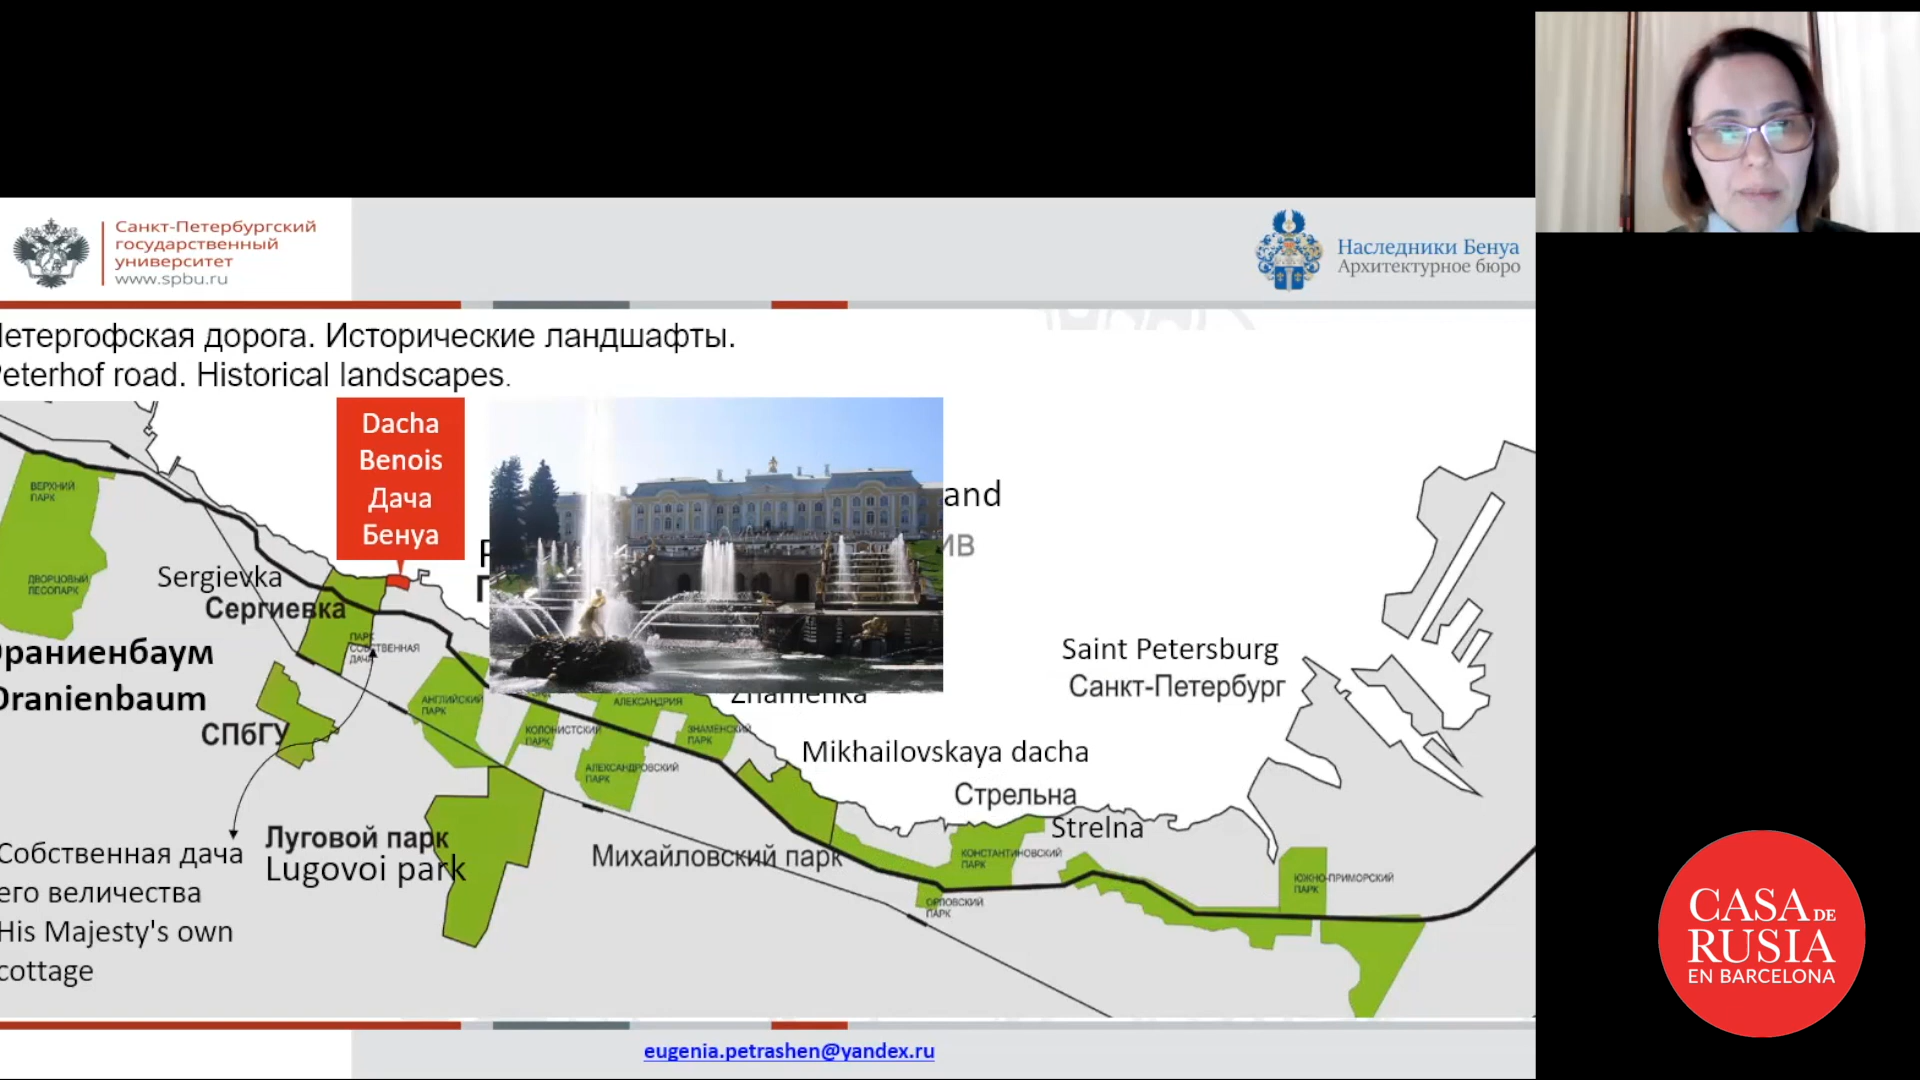 Санкт-Петербургский
государственный
университет
www.spbu.ru
Наследники Бенуа
Архитектурное бюро
етергофская дорога. Исторические ландшафты.
eterhof road. Historical landscapes.
Dacha
Benois
Дача
Бенуа
and
ИВ
ВЕРХНИЙ
ПАРК
ДВОРЦОВЫЙ
ЛЕСОПАРК
Sergievka
Сергиевка
ПАРК
СОБСТВЕННАЯ
ДАЧА
раниенбаум
Oranienbaum
СПбГУ
АНГЛИЙСКИЙ
ПАРК
КОЛОНИСТСКИЙ
ПАРК
АЛЕКСАНДРИЯ
Znamenka
ЗНАМЕНСКИЙ
ПАРК
АЛЕКСАНДРОВСКИЙ
ПАРК
Saint Petersburg
Санкт-Петербург
Mikhailovskaya dacha
Стрельна
Strelna
Луговой парк
Lugovoi park
Михайловский парк
КОНСТАНТИНОВСКИЙ
ПАРК
ОРЛОВСКИЙ
ПАРК
ЮЖНО-ПРИМОРСКИЙ
ПАРК
Собственная дача
его величества
His Majesty's own
cottage
eugenia.petrashen@yandex.ru
CASA DE
RUSIA
EN BARCELONA